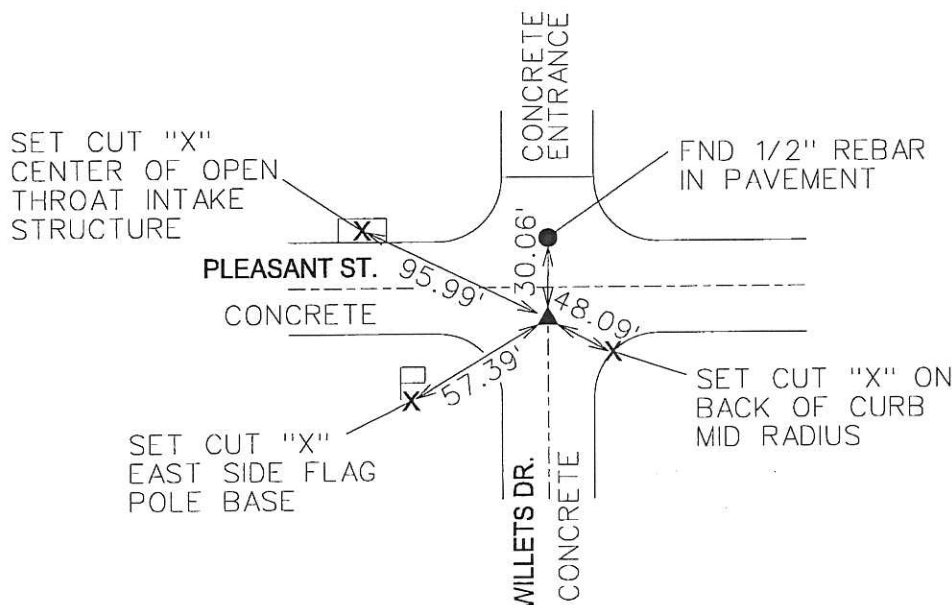 CONCRETE
ENTRANCE
SET CUT "X"
CENTER OF OPEN
THROAT INTAKE
STRUCTURE
FND 1/2" REBAR
IN PAVEMENT
X
PLEASANT ST.
95.99'
30.06'
CONCRETE
48.09'
X
57.39'
X
SET CUT "X" ON
BACK OF CURB
MID RADIUS
SET CUT "X"
EAST SIDE FLAG
POLE BASE
WILLETS DR.
CONCRETE